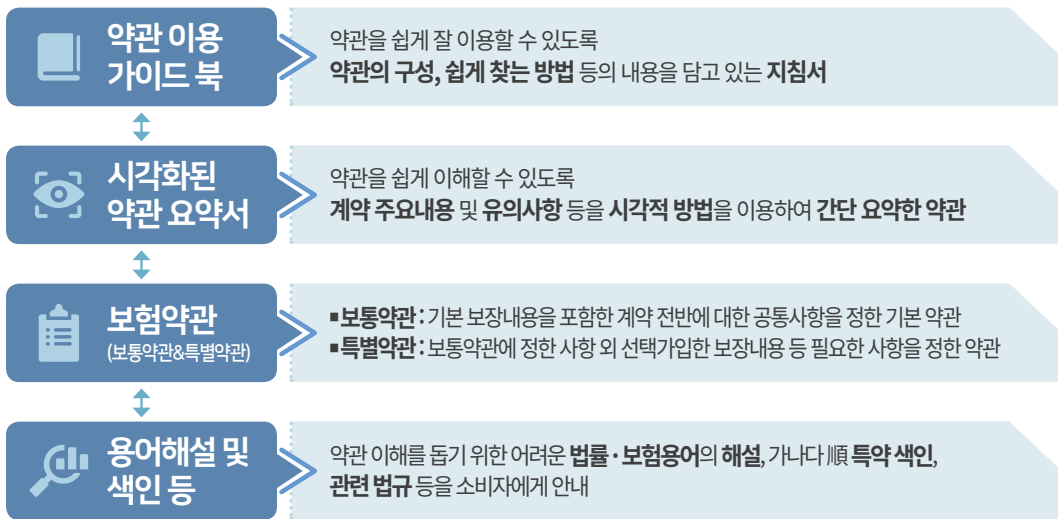 약관 이용
가이드 북
약관을 쉽게 잘 이용할 수 있도록
약관의 구성, 쉽게 찾는 방법 등의 내용을 담고 있는 지침서
시각화된
약관 요약서
약관을 쉽게 이해할 수 있도록
계약 주요내용 및 유의사항 등을 시각적 방법을 이용하여 간단 요약한 약관
보험약관
(보통약관&특별약관)
▪보통약관 : 기본 보장내용을 포함한 계약 전반에 대한 공통사항을 정한 기본 약관
▪특별약관 : 보통약관에 정한 사항 외 선택가입한 보장내용 등 필요한 사항을 정한 약관
용어해설 및
색인 등
약관 이해를 돕기 위한 어려운 법률·보험용어의 해설, 가나다 順 특약 색인,
관련 법규 등을 소비자에게 안내